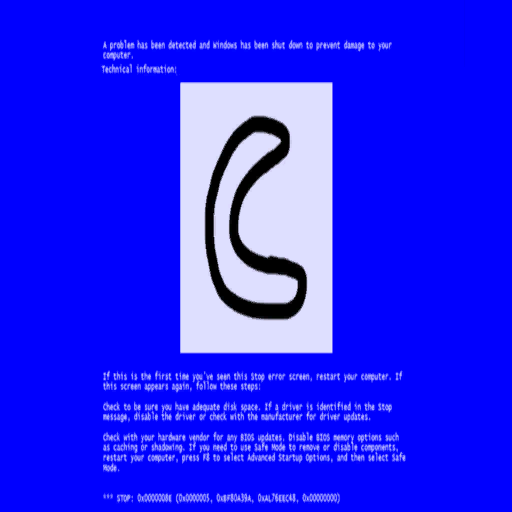 A problem has been detected and Windows has been shut down to prevent damage to your
computer.
Technical information:
C
If this is the first time you've seen this Stop error screen, restart your computer. If
this screen appears again, follow these steps:
Check to be sure you have adequate disk space. If a driver is identified in the Stop
message, disable the driver or check with the manufacturer for driver updates.
Check with your hardware vendor for any BIOS updates. Disable BIOS memory options such
as caching or shadowing. If you need to use Safe Mode to remove or disable components,
restart your computer, press F8 to select Advanced Startup Options, and then select Safe
Mode.
*** STOP: 0x0000008E (0x0000005, 0xBF80A39A, 0xAL76EEC48, 0x00000000)